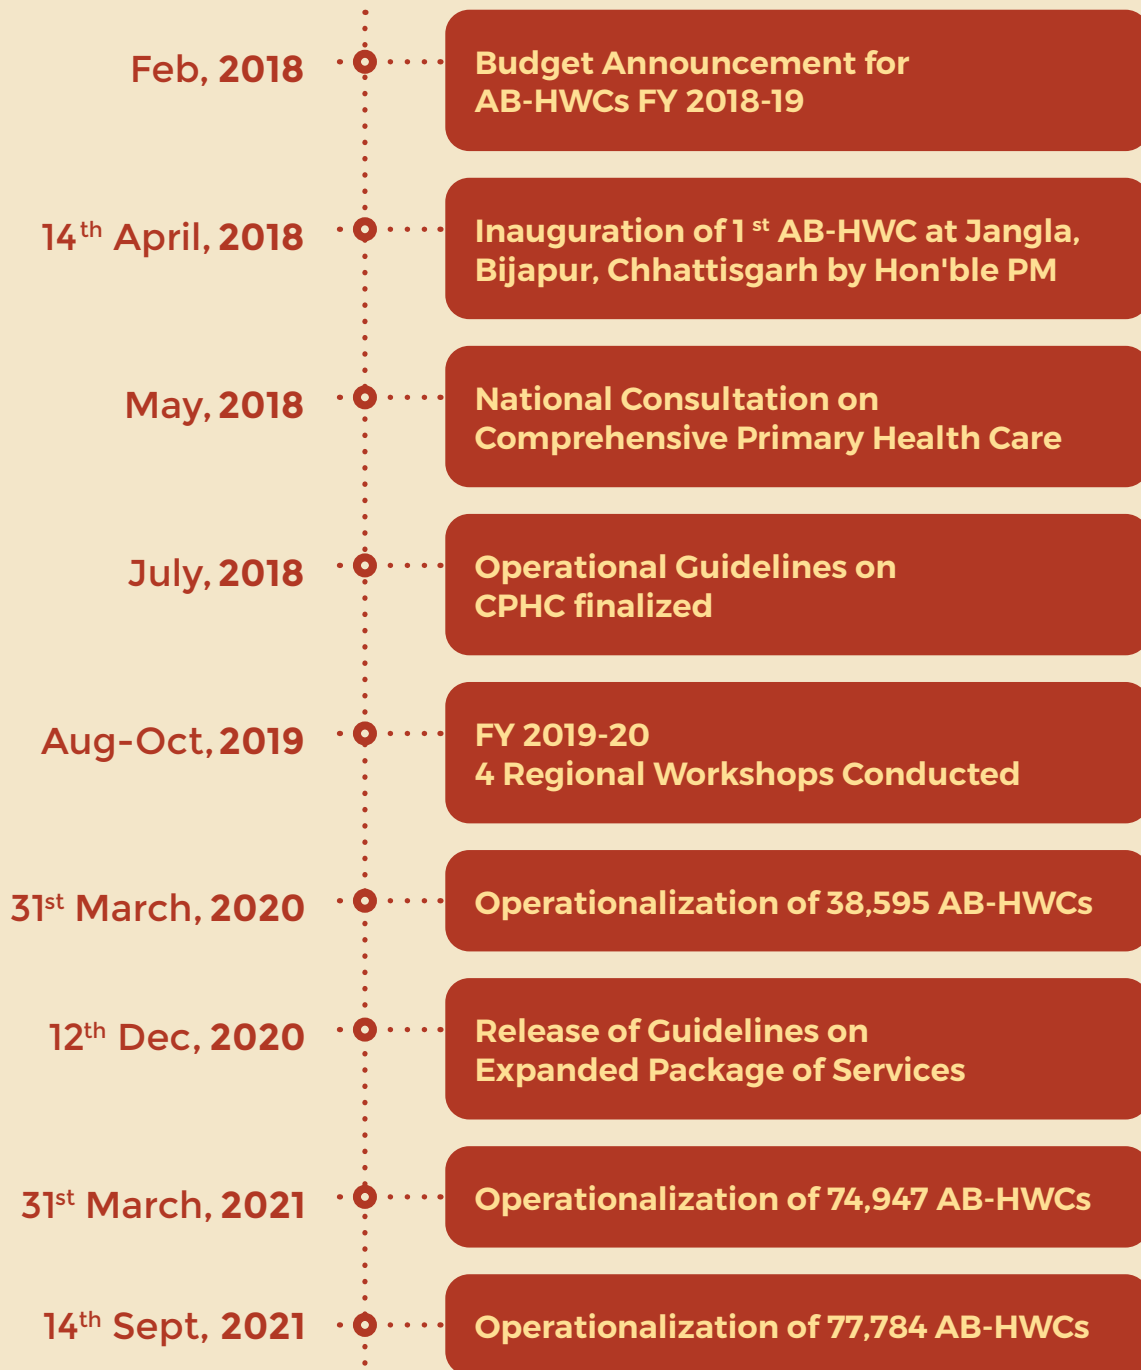 Feb, 2018
Budget Announcement for
AB-HWCs FY 2018-19
14th April, 2018
Inauguration of 1 st AB-HWC at Jangla,
Bijapur, Chhattisgarh by Hon'ble PM
May, 2018
National Consultation on
Comprehensive Primary Health Care
July, 2018
Operational Guidelines on
CPHC finalized
Aug-Oct, 2019
FY 2019-20
4 Regional Workshops Conducted
31st March, 2020
Operationalization of 38,595 AB-HWCs
12th Dec, 2020
Release of Guidelines on
Expanded Package of Services
31st March, 2021
Operationalization of 74,947 AB-HWCs
14th Sept, 2021
Operationalization of 77,784 AB-HWCs